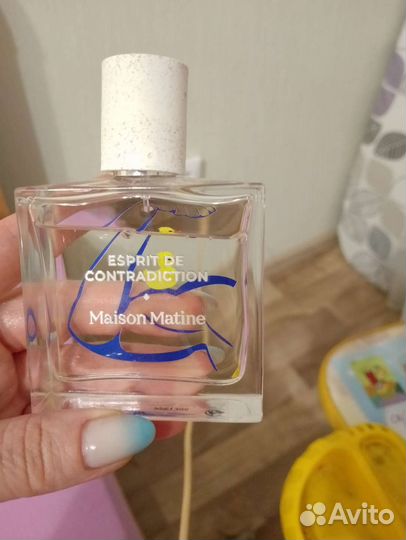 ESPRIT DE
CONTRADICTION
Maison Matine
Avito